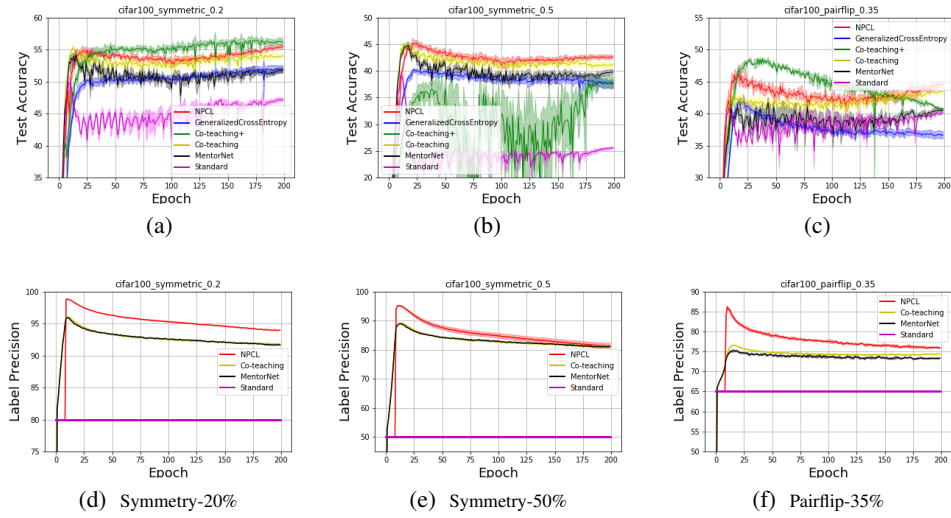 cifar100_symmetric_0.2
60
55
50
45
40
35
Test Accuracy
NPCL
GeneralizedCrossEntropy
Co-teaching+
Co-teaching
MentorNet
Standard
0 25 50 75 100 125 150 175 200
Epoch
(a)
cifar100_symmetric_0.5
50
45
40
35
30
25
20
Test Accuracy
NPCL
GeneralizedCrossEntropy
Co-teaching+
Co-teaching
MentorNet
Standard
0 25 50 75 100 125 150 175 200
Epoch
(b)
cifar100_pairflip_0.35
55
50
45
40
35
30
Test Accuracy
NPCL
GeneralizedCrossEntropy
Co-teaching+
Co-teaching
MentorNet
Standard
0 25 50 75 100 125 150 175 200
Epoch
(c)
cifar100_symmetric_0.2
100
95
90
85
80
75
Label Precision
NPCL
Co-teaching
MentorNet
Standard
0 25 50 75 100 125 150 175 200
Epoch
(d) Symmetry-20%
cifar100_symmetric_0.5
100
90
80
70
60
50
Label Precision
NPCL
Co-teaching
MentorNet
Standard
0 25 50 75 100 125 150 175 200
Epoch
(e) Symmetry-50%
cifar100_pairflip_0.35
90
85
80
75
70
65
60
55
50
Label Precision
NPCL
Co-teaching
MentorNet
Standard
0 25 50 75 100 125 150 175 200
Epoch
(f) Pairflip-35%